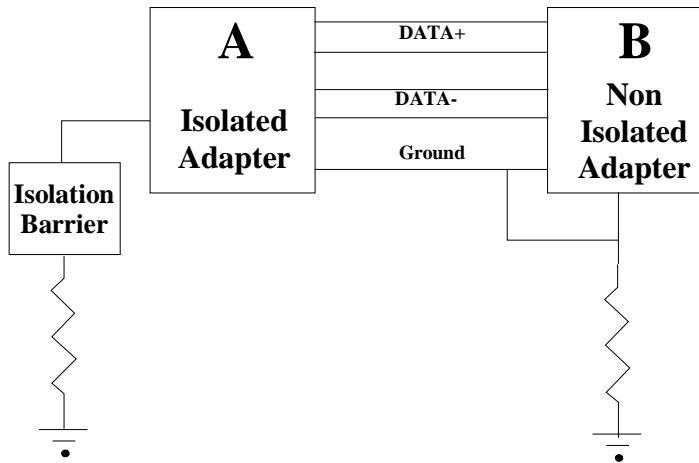 A
Isolated
Adapter
DATA+
DATA-
Ground
B
Non
Isolated
Adapter
Isolation
Barrier